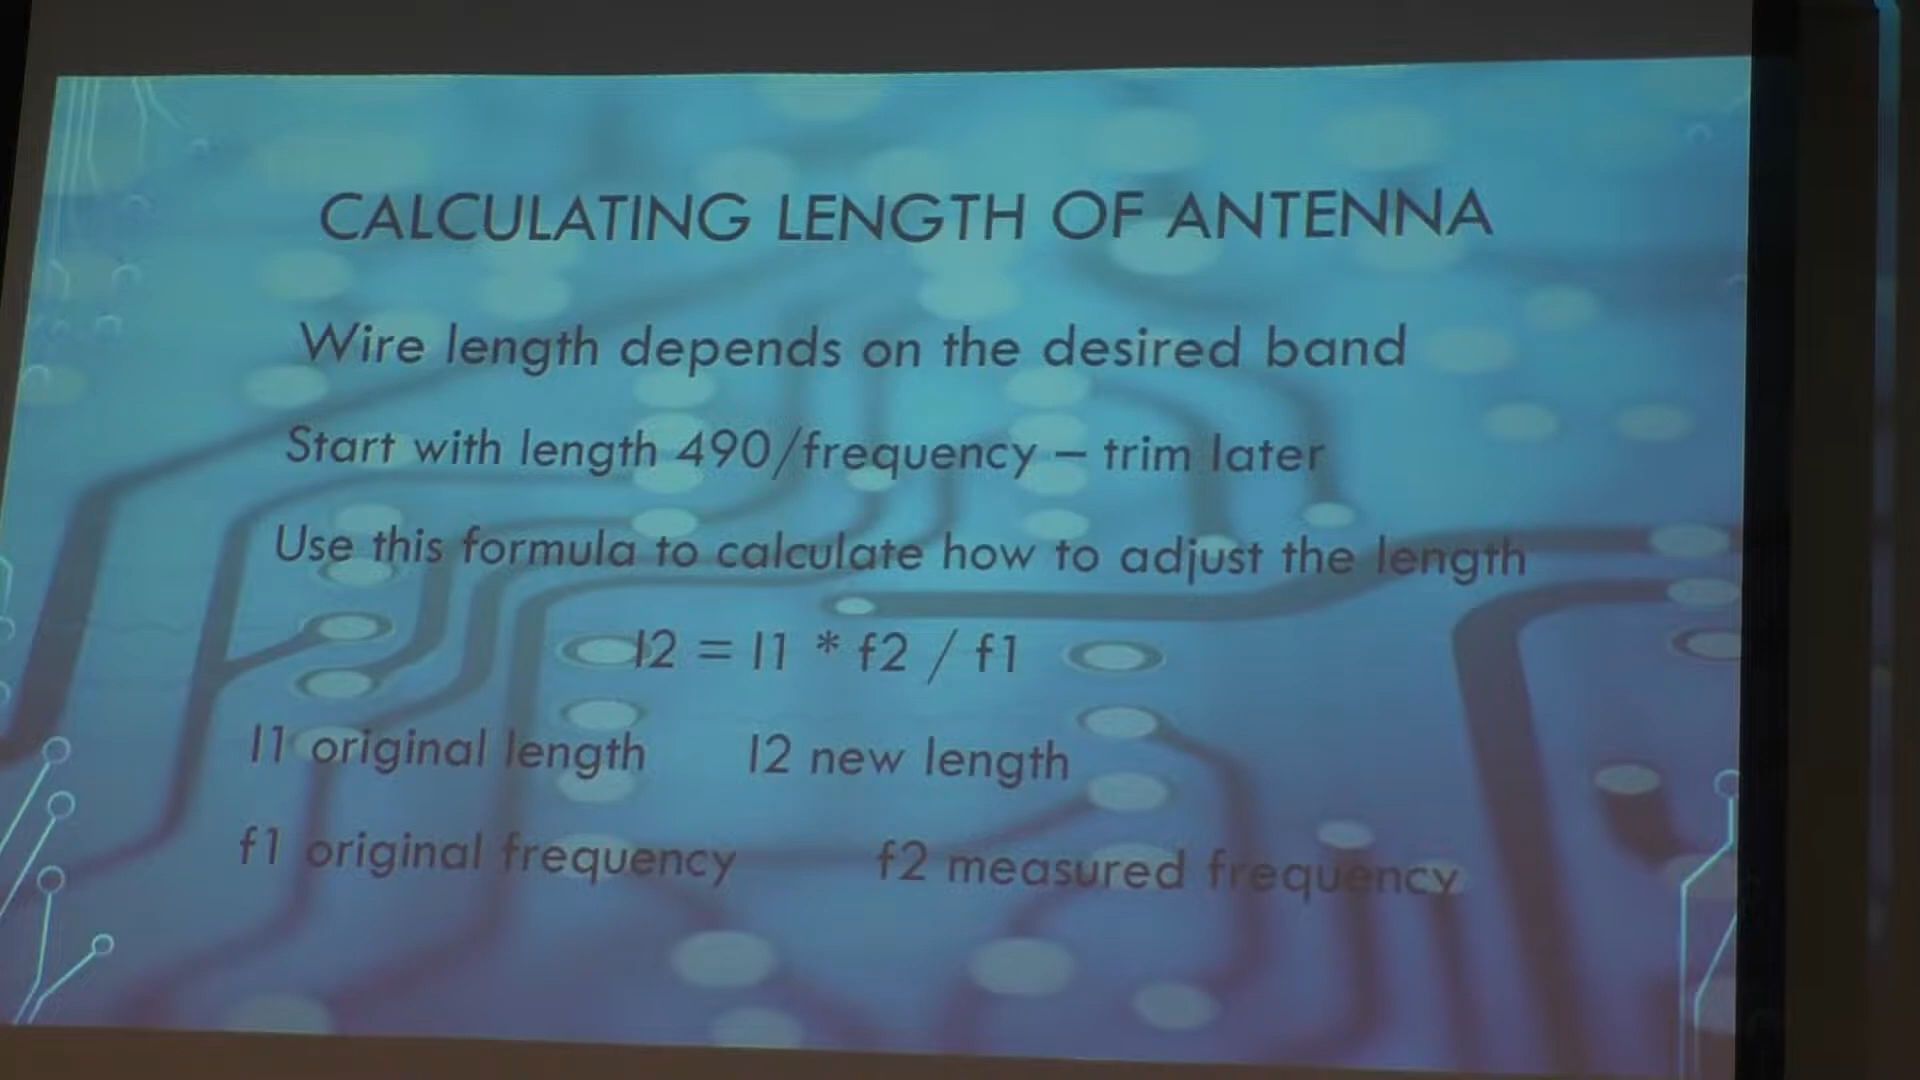 CALCULATING LENGTH OF ANTENNA
Wire length depends on the desired band
Start with length 490/frequency – trim later
Use this formula to calculate how to adjust the length
l2 = l1 * f2 / f1
l1 original length l2 new length
f1 original frequency f2 measured frequency